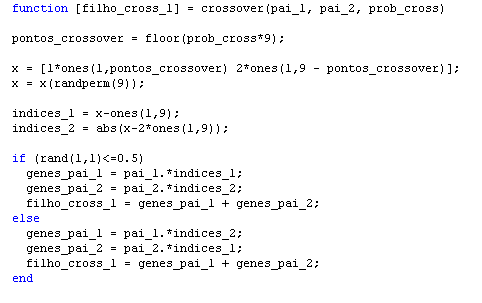 function [filho_cross_1] = crossover(pai_1, pai_2, prob_cross)
pontos_crossover = floor(prob_cross*9);
x = [1*ones(1,pontos_crossover) 2*ones(1,9 - pontos_crossover)];
x = x(randperm(9));
indices_1 = x-ones(1,9);
indices_2 = abs(x-2*ones(1,9));
if (rand(1,1)<=0.5)
genes_pai_1 = pai_1.*indices_1;
genes_pai_2 = pai_2.*indices_2;
filho_cross_1 = genes_pai_1 + genes_pai_2;
else
genes_pai_1 = pai_1.*indices_2;
genes_pai_2 = pai_2.*indices_1;
filho_cross_1 = genes_pai_1 + genes_pai_2;
end